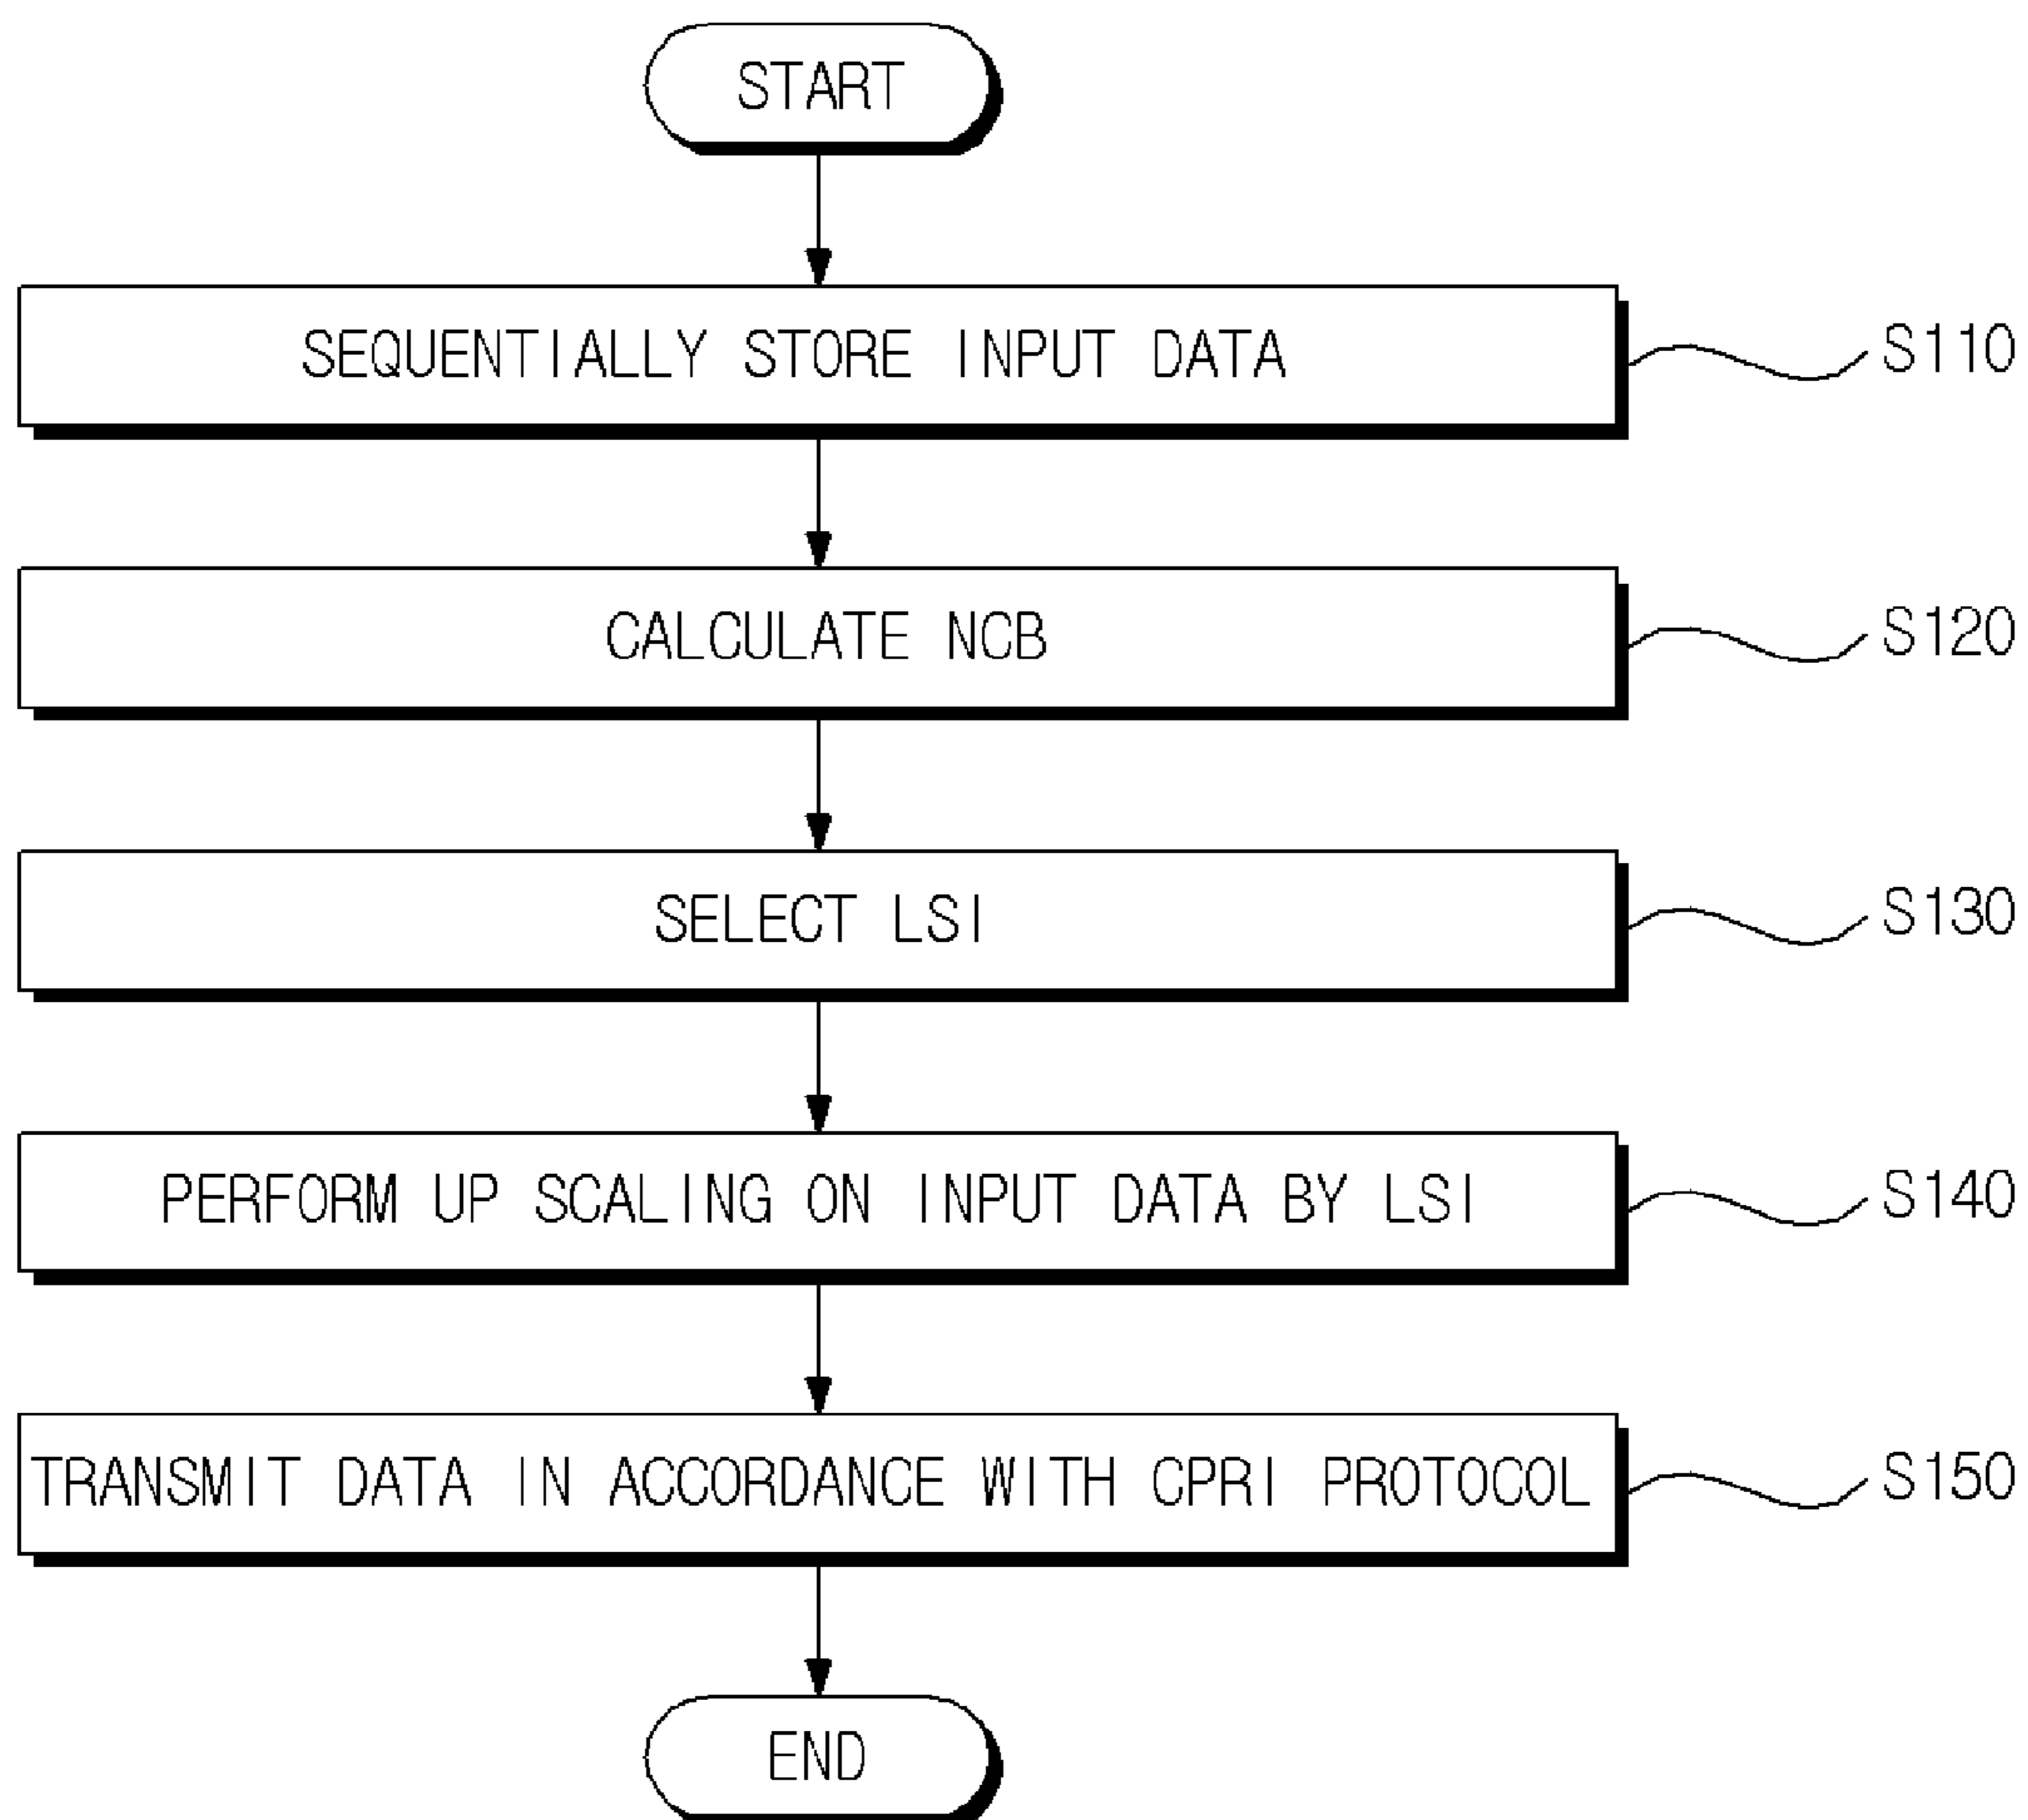 START
SEQUENTIALLY STORE INPUT DATA
S110
CALCULATE NCB
S120
SELECT LSI
S130
PERFORM UP SCALING ON INPUT DATA BY LSI
S140
TRANSMIT DATA IN ACCORDANCE WITH CPRI PROTOCOL
S150
END